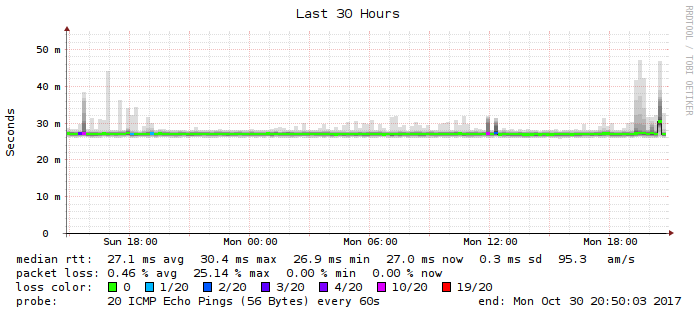 Last 30 Hours
RRDTOOL / TOBI OETIKER
Seconds
50 m
40 m
30 m
20 m
10 m
0
Sun 18:00 Mon 00:00 Mon 06:00 Mon 12:00 Mon 18:00
median rtt: 27.1 ms avg 30.4 ms max 26.9 ms min 27.0 ms now 0.3 ms sd 95.3 am/s
packet loss: 0.46 % avg 25.14 % max 0.00 % min 0.00 % now
loss color: 0 1/20 2/20 3/20 4/20 10/20 19/20
probe: 20 ICMP Echo Pings (56 Bytes) every 60s end: Mon Oct 30 20:50:03 2017